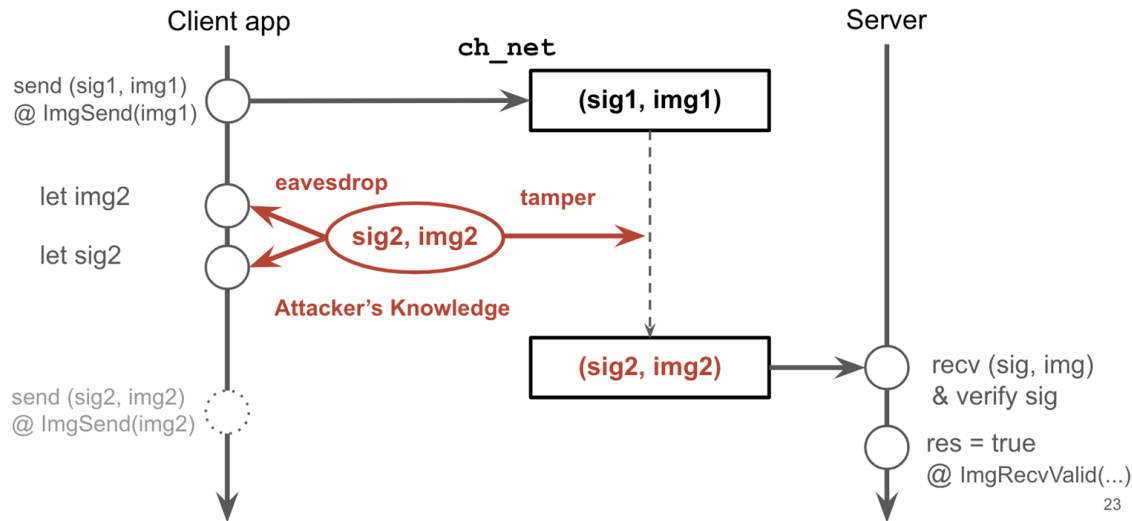 Client app
Server
ch_net
send (sig1, img1)
@ ImgSend(img1)
(sig1, img1)
let img2
eavesdrop
tamper
sig2, img2
let sig2
Attacker's Knowledge
(sig2, img2)
recv (sig, img)
& verify sig
send (sig2, img2)
@ ImgSend(img2)
res = true
@ ImgRecvValid(...)
23